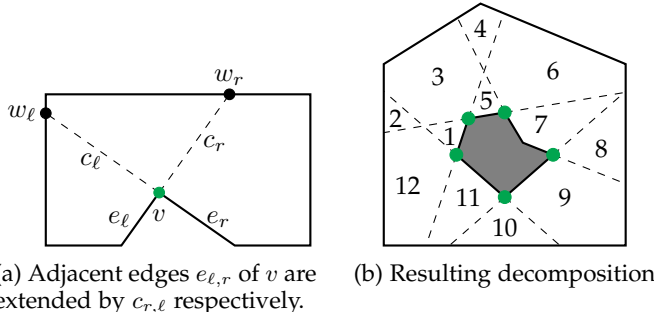 w_r
w_ℓ
c_ℓ
c_r
e_ℓ
v
e_r
4
3
6
5
2
1
7
8
12
11
9
10
(a) Adjacent edges e_{ℓ,r} of v are
extended by c_{r,ℓ} respectively.
(b) Resulting decomposition